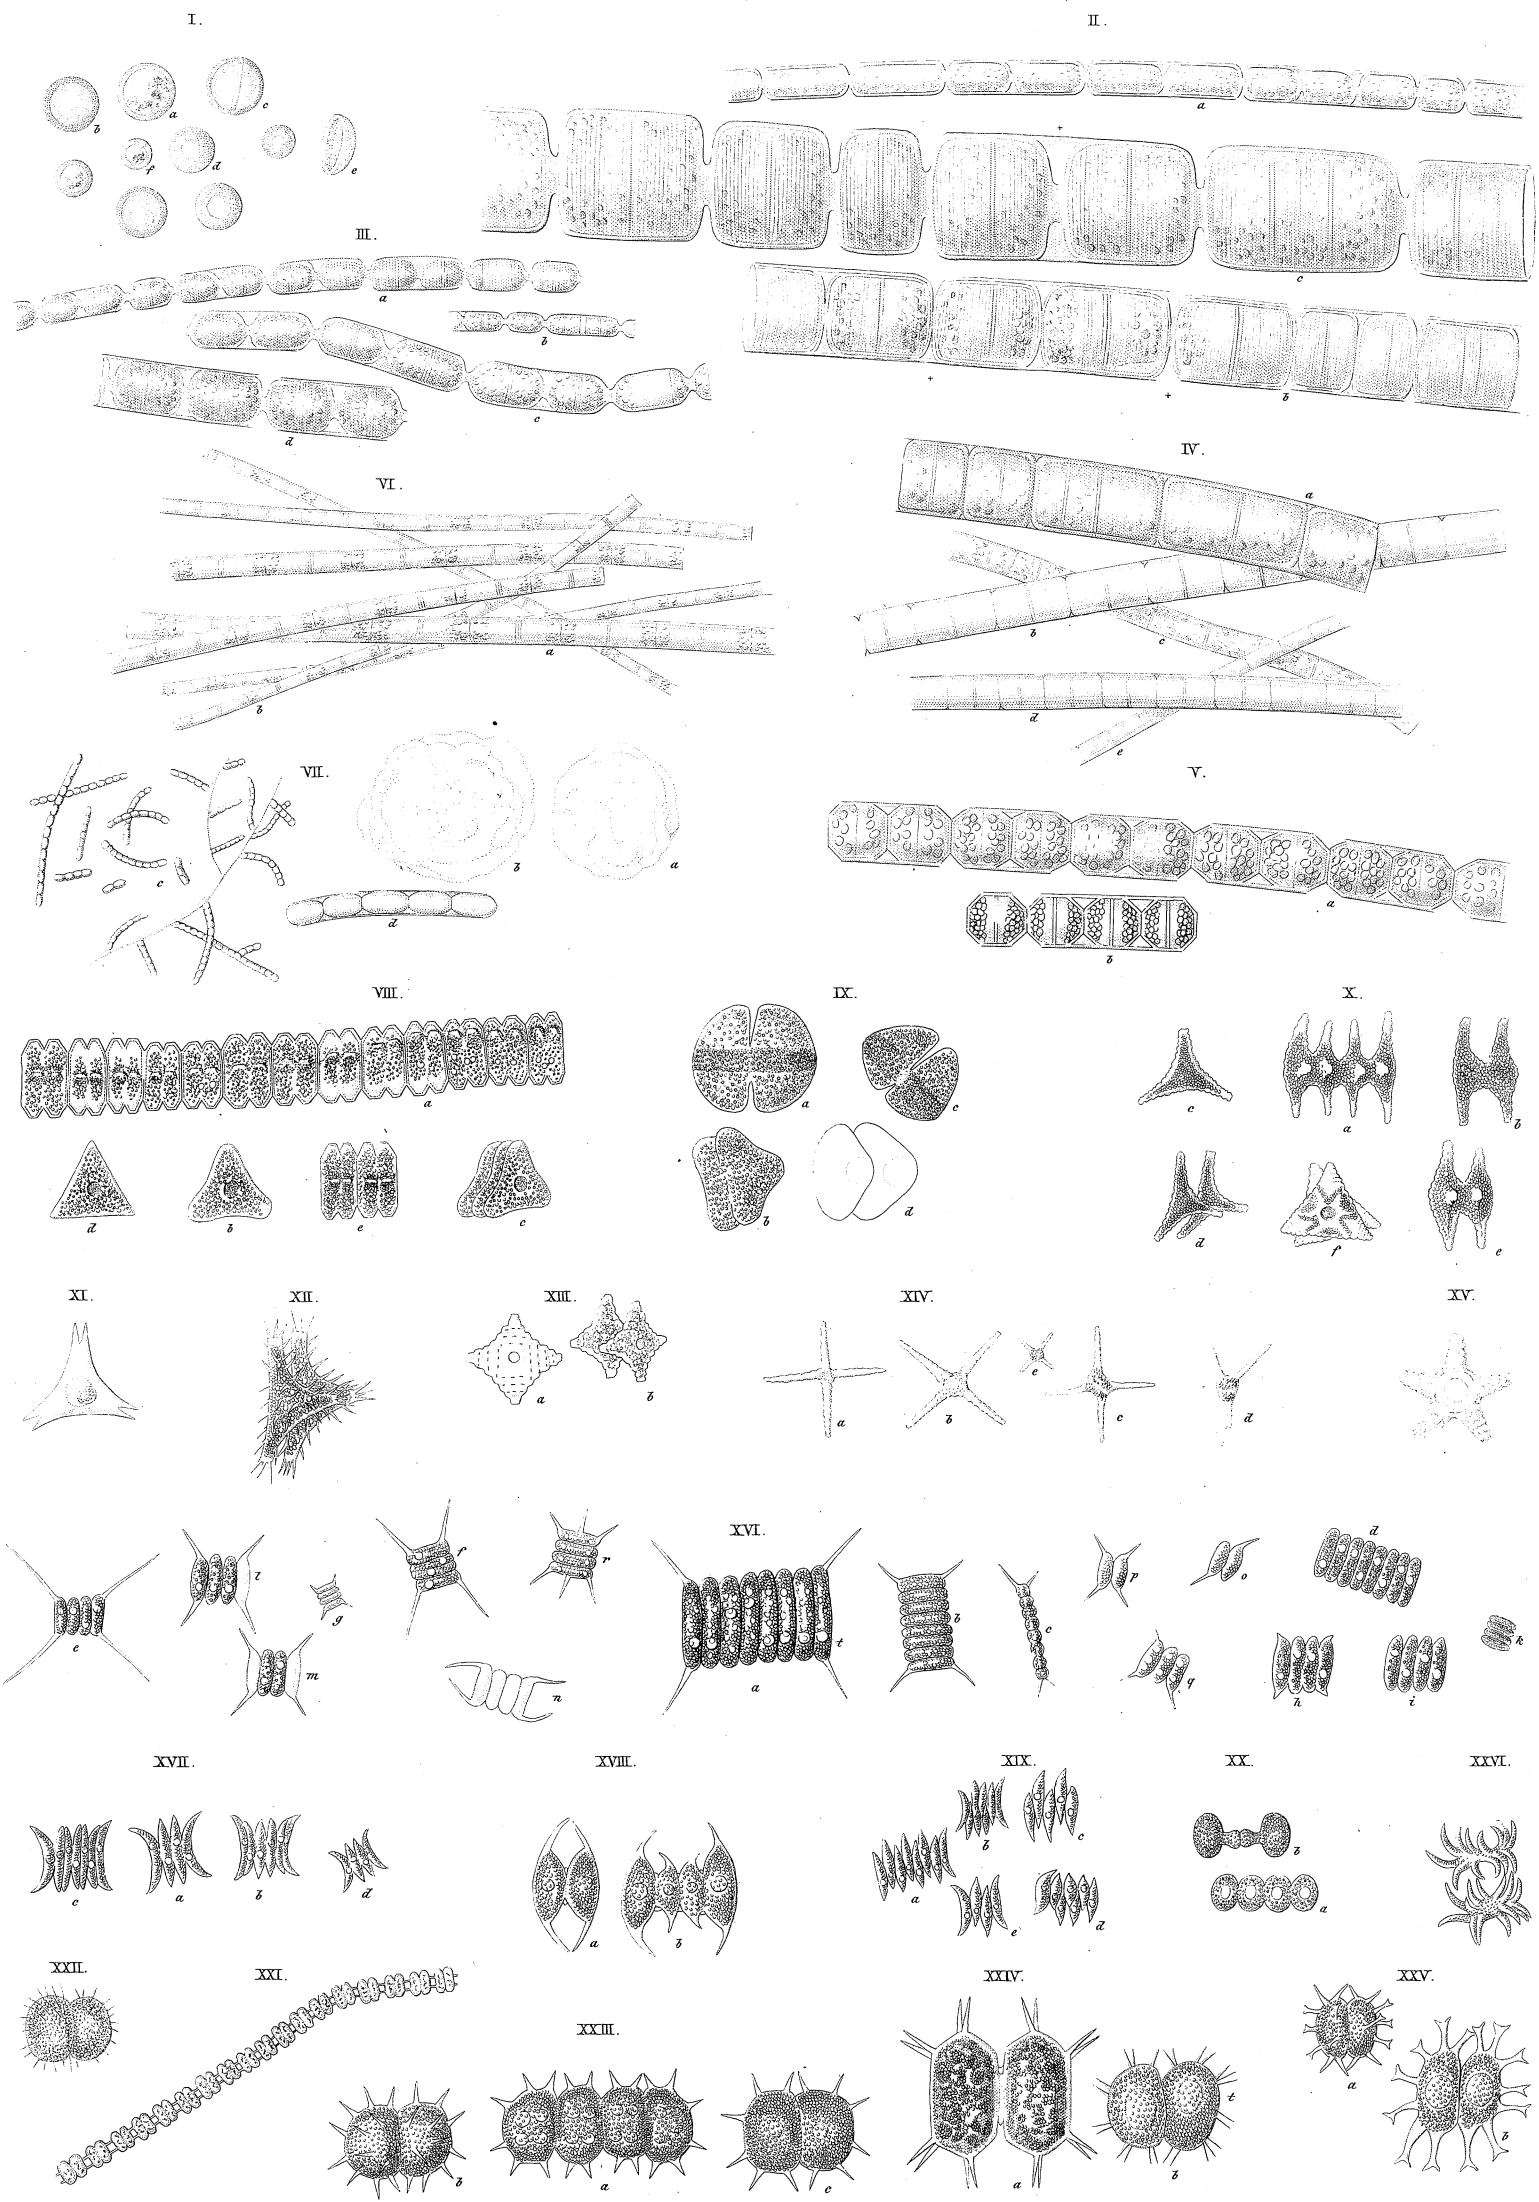 I.
II.
b
a
c
a
f
d
e
c
III.
a
b
c
d
b
IV.
VI.
a
b
c
a
b
d
e
VII.
V.
c
b
a
d
a
b
VIII.
IX.
X.
a
a
c
c
a
b
d
b
e
c
b
d
d
f
e
XI.
XII.
XIII.
XIV.
XV.
a
b
a
b
e
c
d
XVI.
e
l
g
f
r
a
t
b
c
p
o
d
m
n
q
h
i
k
XVII.
XVIII.
XIX.
XX.
XXVI.
c
a
b
d
a
b
a
b
c
e
d
b
a
XXII.
XXI.
XXIII.
XXIV.
XXV.
b
a
c
a
b
t
a
b